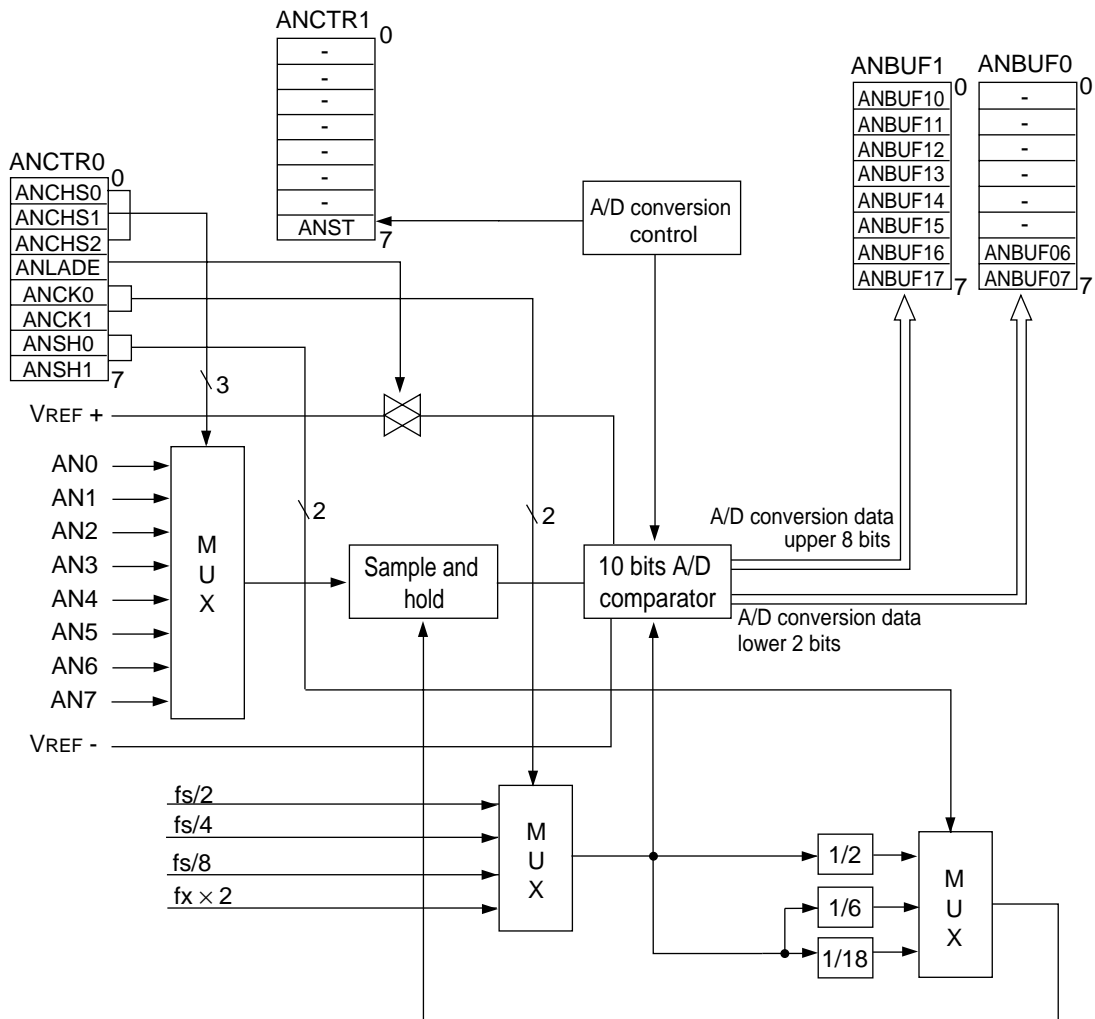 ANCTR1
0
-
-
-
-
-
-
-
ANST
7
ANBUF1
0
ANBUF10
ANBUF11
ANBUF12
ANBUF13
ANBUF14
ANBUF15
ANBUF16
ANBUF17
7
ANBUF0
0
-
-
-
-
-
-
ANBUF06
ANBUF07
7
ANCTR0
0
ANCHS0
ANCHS1
ANCHS2
ANLADE
ANCK0
ANCK1
ANSH0
ANSH1
7
A/D conversion
control
3
VREF +
AN0
AN1
AN2
AN3
AN4
AN5
AN6
AN7
VREF -
M
U
X
2
2
Sample and
hold
10 bits A/D
comparator
A/D conversion data
upper 8 bits
A/D conversion data
lower 2 bits
fs/2
fs/4
fs/8
fx × 2
M
U
X
1/2
1/6
1/18
M
U
X